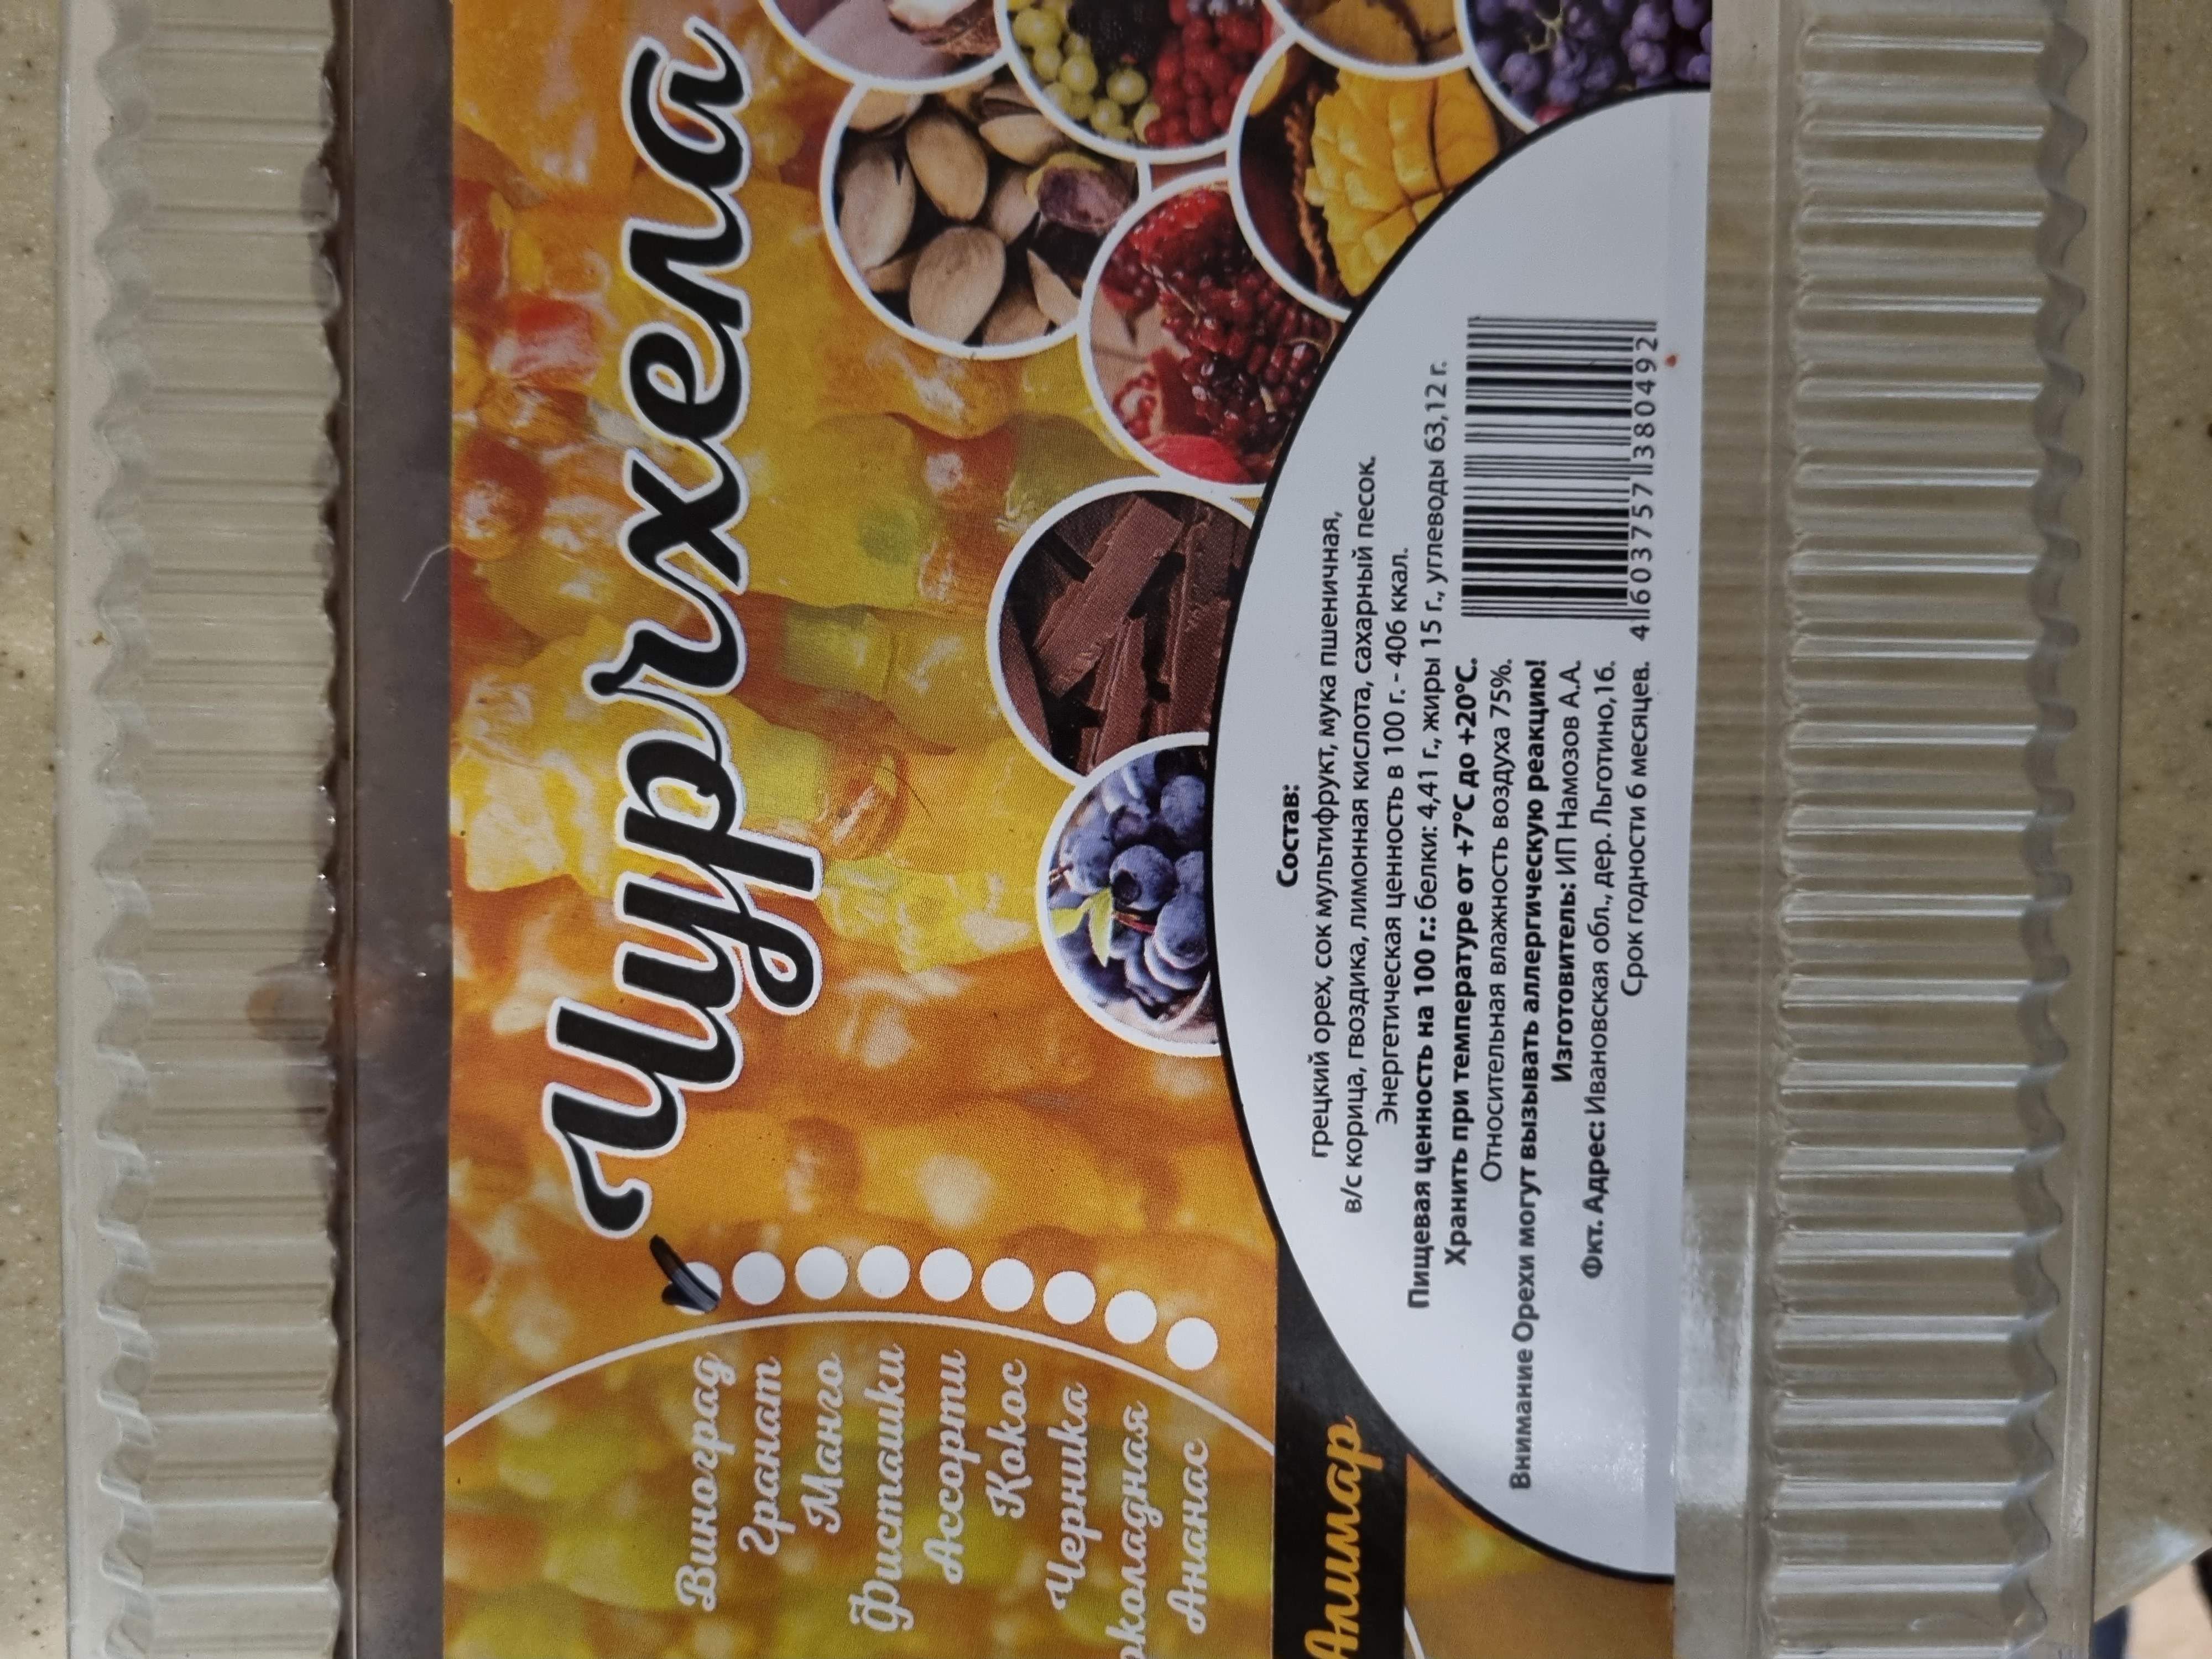 Чурчхела
Виноград
Гранат
Манго
Фисташки
Ассорти
Кокос
Черника
Ананас
Алимар
Состав:
грецкий орех, сок мультифрукт, мука пшеничная,
в/с корица, гвоздика, лимонная кислота, сахарный песок.
Энергетическая ценность в 100 г. - 406 ккал.
Пищевая ценность на 100 г.: белки: 4,41 г., жиры 15 г., углеводы 63,12 г.
Хранить при температуре от +7°С до +20°С.
Относительная влажность воздуха 75%.
Внимание Орехи могут вызывать аллергическую реакцию!
Изготовитель: ИП Намозов А.А.
Фкт. Адрес: Ивановская обл., дер. Льготино,16.
Срок годности 6 месяцев.
4 603757 380492